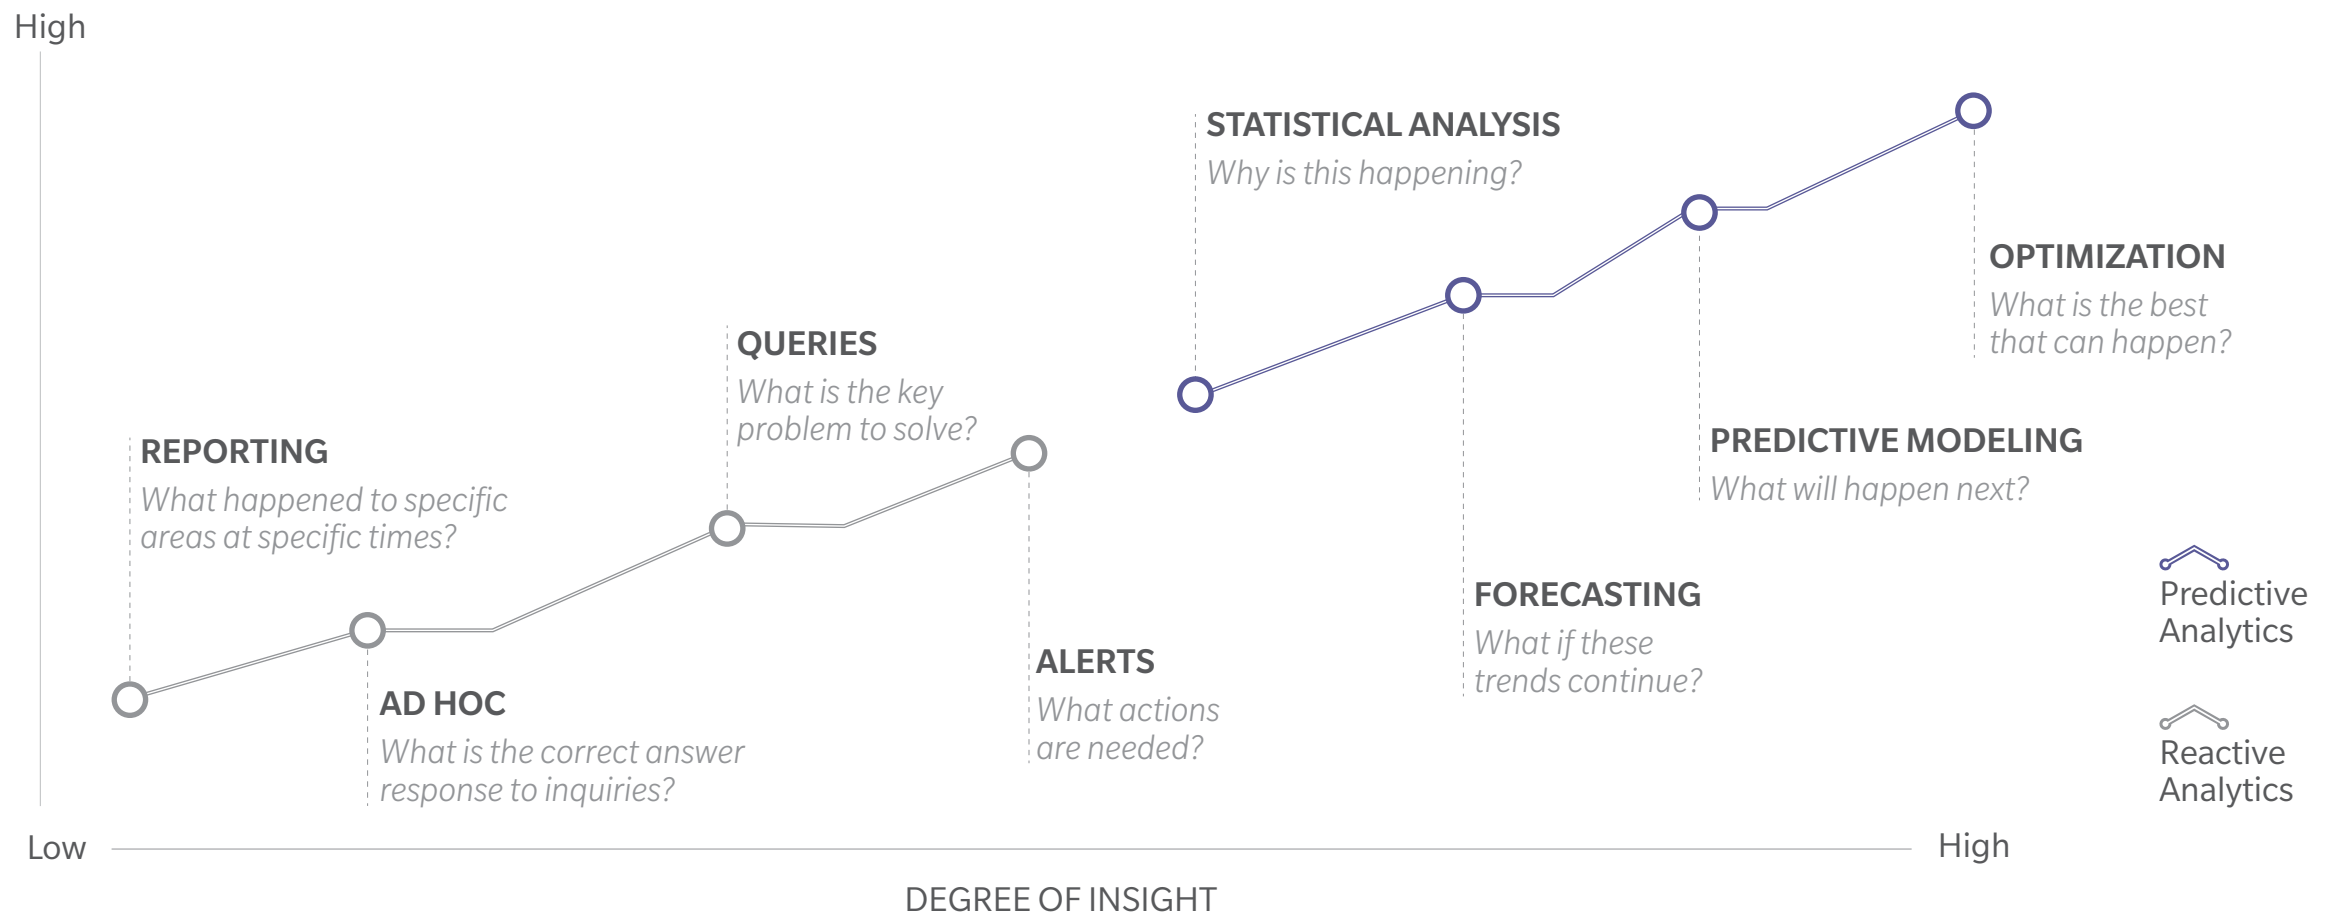 High
STATISTICAL ANALYSIS
Why is this happening?
OPTIMIZATION
What is the best
that can happen?
QUERIES
What is the key
problem to solve?
REPORTING
What happened to specific
areas at specific times?
PREDICTIVE MODELING
What will happen next?
FORECASTING
What if these
trends continue?
ALERTS
What actions
are needed?
AD HOC
What is the correct answer
response to inquiries?
Predictive
Analytics
Reactive
Analytics
Low
High
DEGREE OF INSIGHT